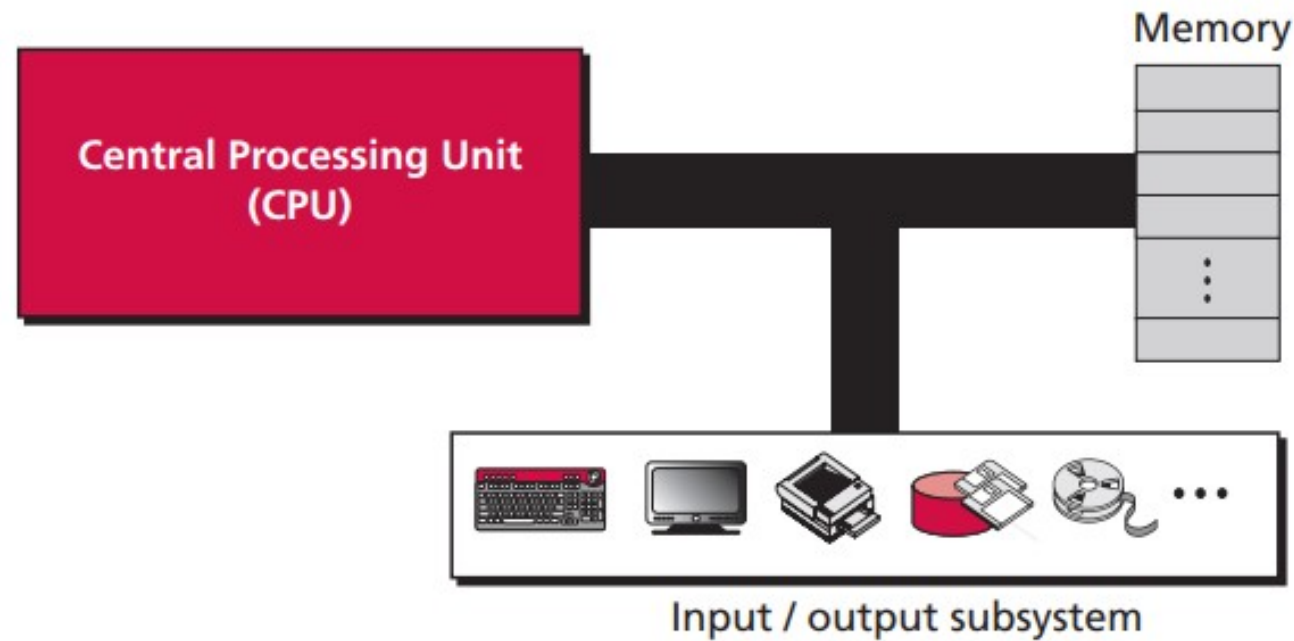 Memory
Central Processing Unit
(CPU)
Input / output subsystem